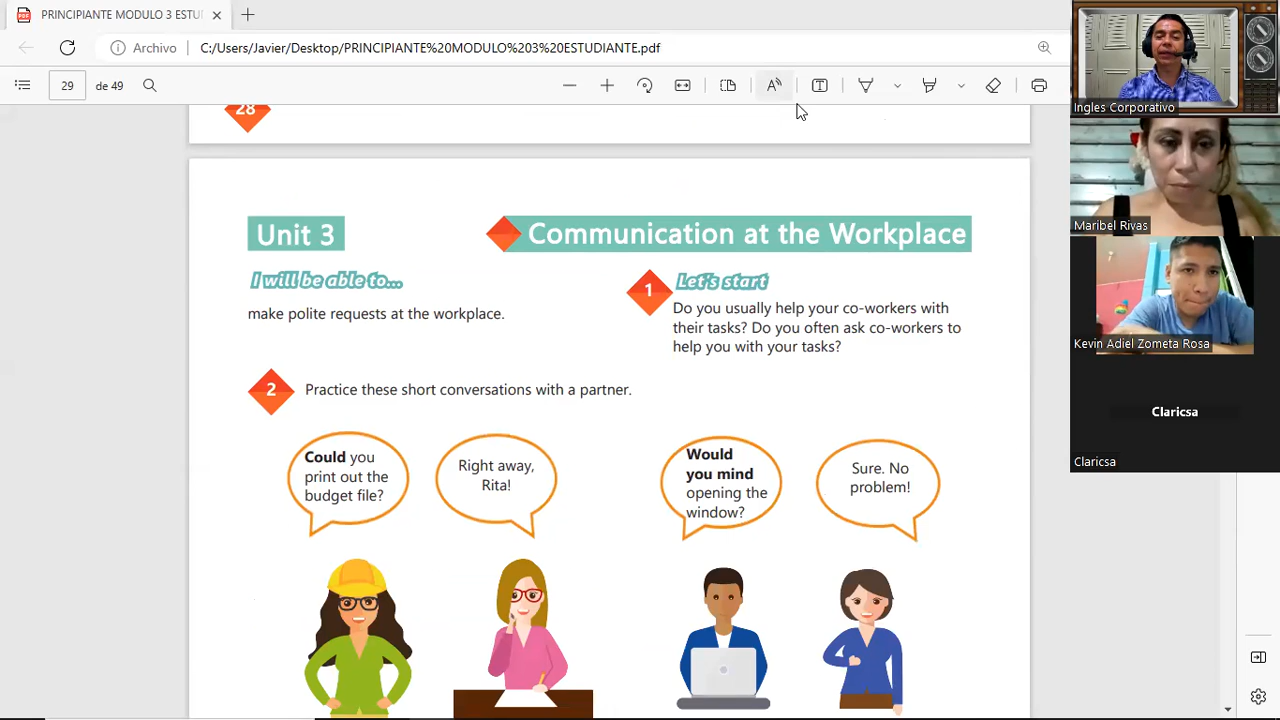 PRINCIPIANTE MODULO 3 ESTU
Archivo
C:/Users/Javier/Desktop/PRINCIPIANTE%20MODULO%203%20ESTUDIANTE.pdf
29
de 49
28
Unit 3
Communication at the Workplace
I will be able to...
make polite requests at the workplace.
1
Let's start
Do you usually help your co-workers with
their tasks? Do you often ask co-workers to
help you with your tasks?
2
Practice these short conversations with a partner.
Could you
print out the
budget file?
Right away,
Rita!
Would
you mind
opening the
window?
Sure. No
problem!
Ingles Corporativo
Maribel Rivas
Kevin Adiel Zometa Rosa
Claricsa
Claricsa